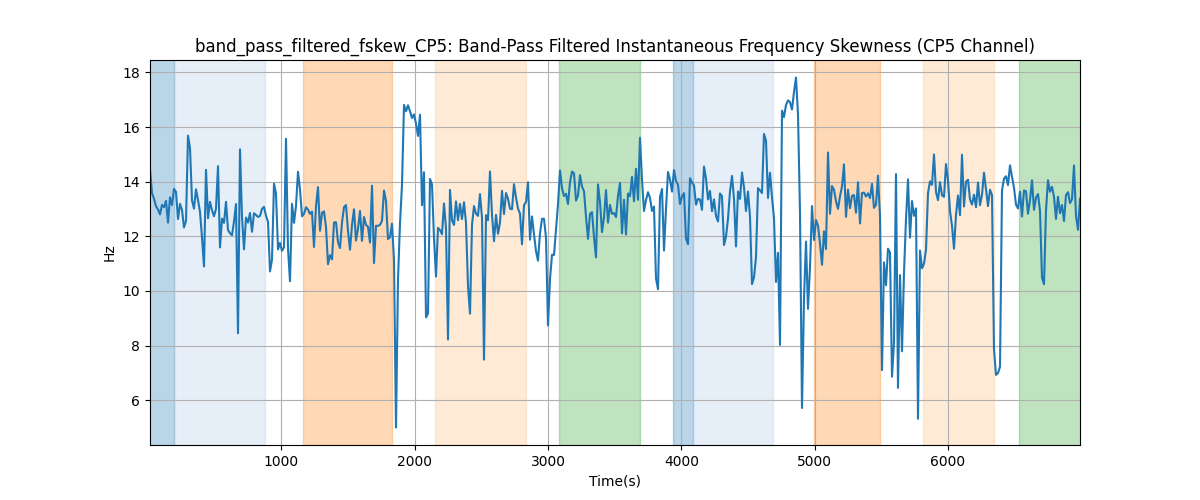 band_pass_filtered_fskew_CP5: Band-Pass Filtered Instantaneous Frequency Skewness (CP5 Channel)
18
16
14
12
10
8
6
Hz
1000 2000 3000 4000 5000 6000
Time(s)